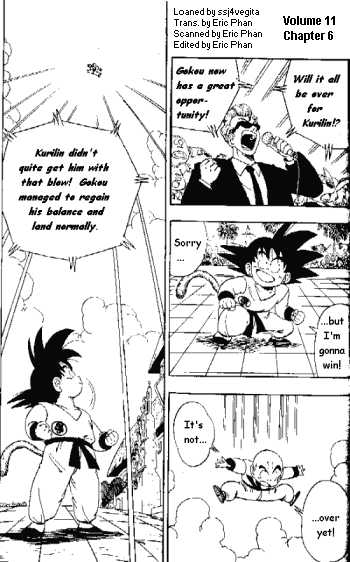 Loaned by ssj4vegita
Trans. by Eric Phan
Scanned by Eric Phan
Edited by Eric Phan
Volume 11
Chapter 6
Kurilin didn't
quite get him with
that blow! Gokou
managed to regain
his balance and
land normally.
Gokou now
has a great
oppor-
tunity!
Will it all
be over
for
Kurilin!?
Sorry
...
...but
I'm
gonna
win!
It's
not...
...over
yet!